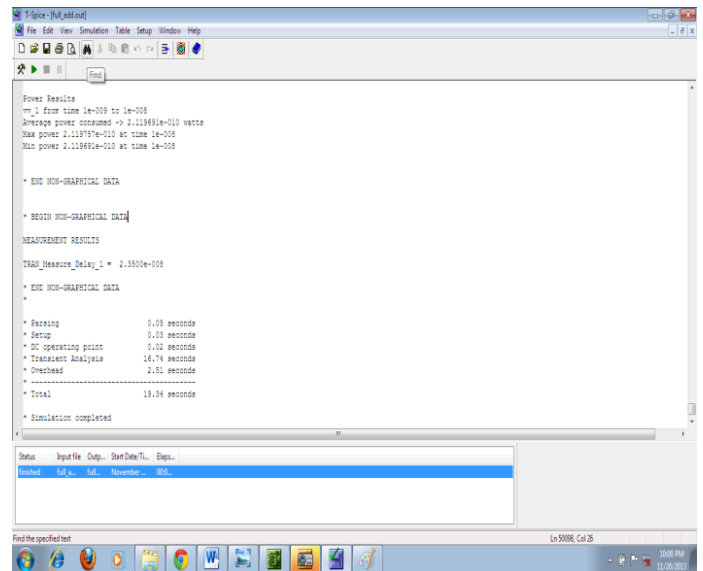 T-Spice - [full_add.out]
File Edit View Simulation Table Setup Window Help
Find
Power Results
vv_1 from time 1e-009 to 1e-008
Average power consumed -> 2.119691e-010 watts
Max power 2.119757e-010 at time 1e-008
Min power 2.119691e-010 at time 1e-008
* END NON-GRAPHICAL DATA
* BEGIN NON-GRAPHICAL DATA
MEASUREMENT RESULTS
TRAN_Measure_Delay_1 = 2.3500e-008
* END NON-GRAPHICAL DATA
*
* Parsing 0.05 seconds
* Setup 0.03 seconds
* DC operating point 0.02 seconds
* Transient Analysis 16.74 seconds
* Overhead 2.51 seconds
* -----------------------------------------
* Total 19.34 seconds
* Simulation completed
Status Input file Outp... Start Date/Ti... Elaps...
finished full_a... full... November ... 00:0...
Find the specified text Ln 50098, Col 26
10:00 PM
11/20/2013